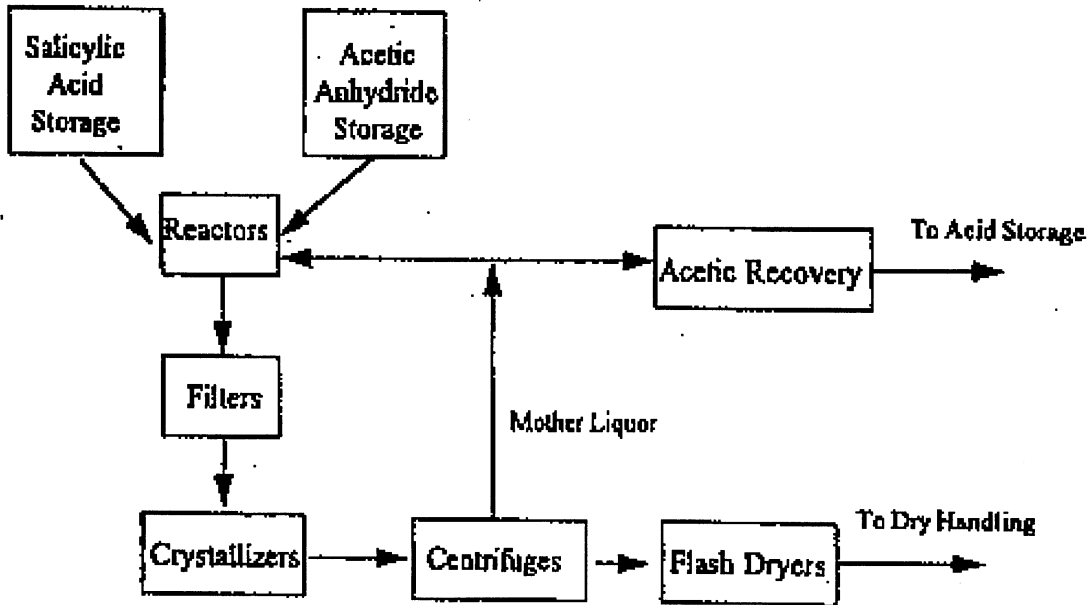 Salicylic
Acid
Storage
Acetic
Anhydride
Storage
Reactors
To Acid Storage
Acetic Recovery
Filters
Mother Liquor
To Dry Handling
Crystallizers
Centrifuges
Flash Dryers